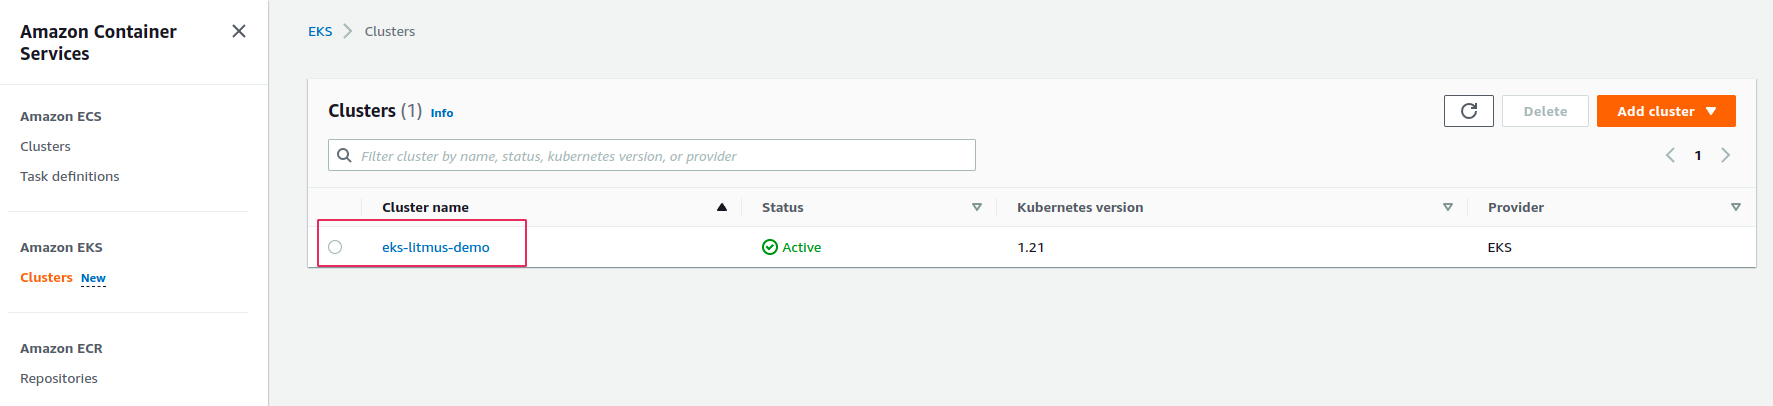 Amazon Container
Services
Amazon ECS
Clusters
Task definitions
Amazon EKS
Clusters New
Amazon ECR
Repositories
EKS Clusters
Clusters (1) Info
Delete
Add cluster
Filter cluster by name, status, kubernetes version, or provider
1
Cluster name Status Kubernetes version Provider
eks-litmus-demo Active 1.21 EKS